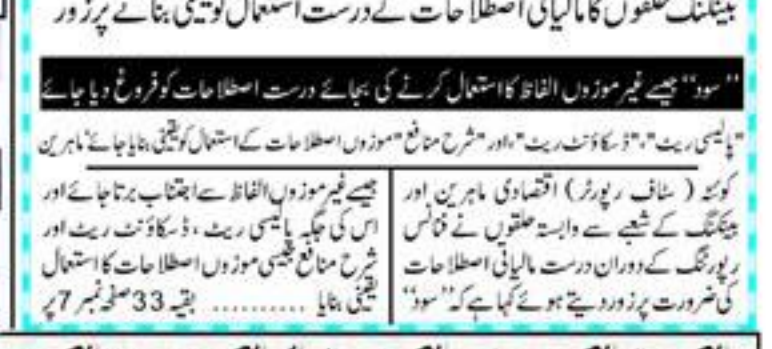 بینکنگ حلقوں کا مالیاتی اصطلاحات کے درست استعمال کو یقینی بنانے پر زور
"سود" جیسے غیر موزوں الفاظ کا استعمال کرنے کی بجائے درست اصطلاحات کو فروغ دیا جائے
"پالیسی ریٹ"، "ڈسکاؤنٹ ریٹ"، اور "شرح منافع" موزوں اصطلاحات کے استعمال کو یقینی بنایا جائے، ماہرین
کوئٹہ (سٹاف رپورٹر) اقتصادی ماہرین اور
بینکنگ کے شعبے سے وابستہ حلقوں نے فنانس
رپورٹنگ کے دوران درست مالیاتی اصطلاحات
کی ضرورت پر زور دیتے ہوئے کہا ہے کہ "سود"
جیسے غیر موزوں الفاظ سے اجتناب برتا جائے اور
اس کی جگہ پالیسی ریٹ، ڈسکاؤنٹ ریٹ اور
شرح منافع جیسی موزوں اصطلاحات کا استعمال
یقینی بنایا .......... بقیہ 33 صفحہ نمبر 7 پر